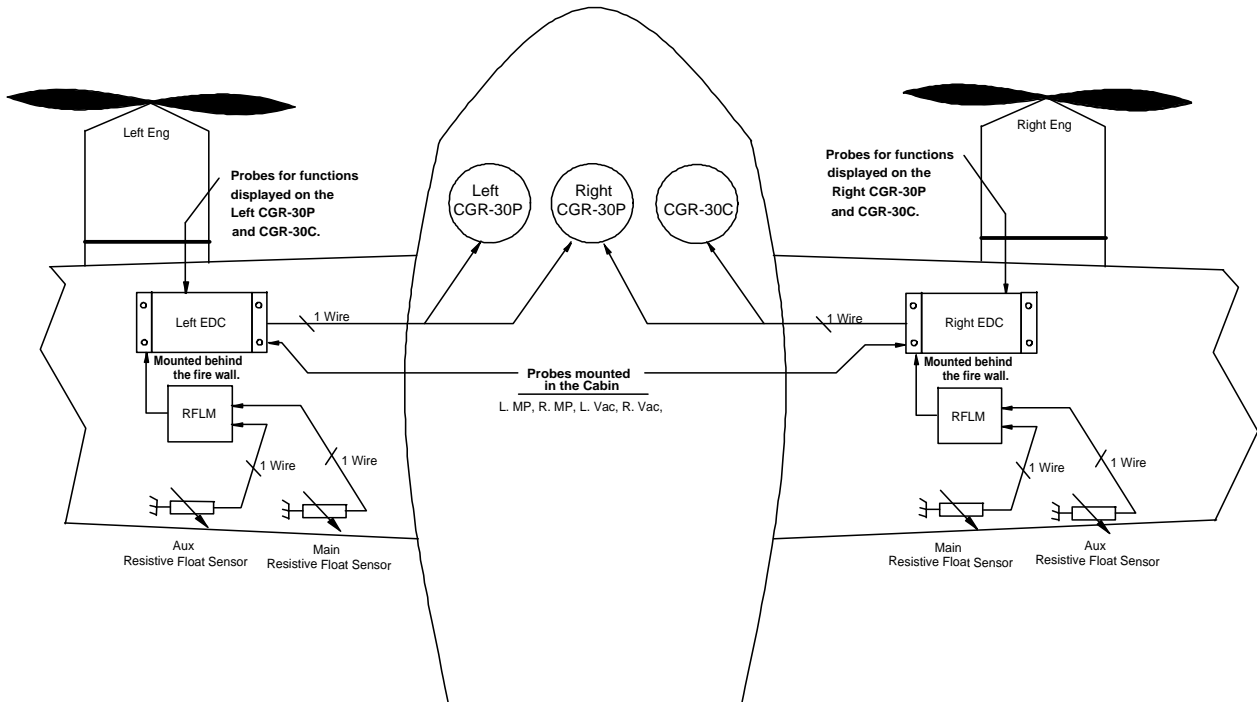 Left Eng
Right Eng
Probes for functions
displayed on the
Left CGR-30P
and CGR-30C.
Left
CGR-30P
Right
CGR-30P
CGR-30C
Probes for functions
displayed on the
Right CGR-30P
and CGR-30C.
Left EDC
1 Wire
1 Wire
Right EDC
Mounted behind
the fire wall.
Probes mounted
in the Cabin
L. MP, R. MP, L. Vac, R. Vac,
Mounted behind
the fire wall.
RFLM
RFLM
1 Wire
1 Wire
1 Wire
1 Wire
Aux
Resistive Float Sensor
Main
Resistive Float Sensor
Main
Resistive Float Sensor
Aux
Resistive Float Sensor